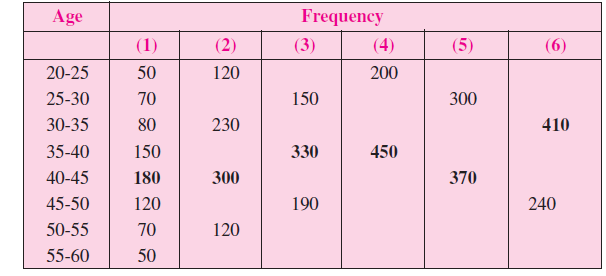 Age Frequency
(1) (2) (3) (4) (5) (6)
20-25 50 120 200
25-30 70 150 300
30-35 80 230 410
35-40 150 330 450
40-45 180 300 370
45-50 120 190 240
50-55 70 120
55-60 50